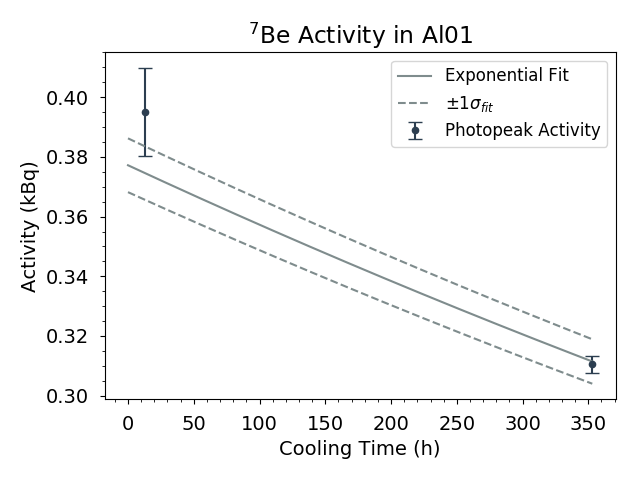 ⁷Be Activity in Al01
Activity (kBq)
0.40
0.38
0.36
0.34
0.32
0.30
Exponential Fit
±1σ_fit
Photopeak Activity
0 50 100 150 200 250 300 350
Cooling Time (h)